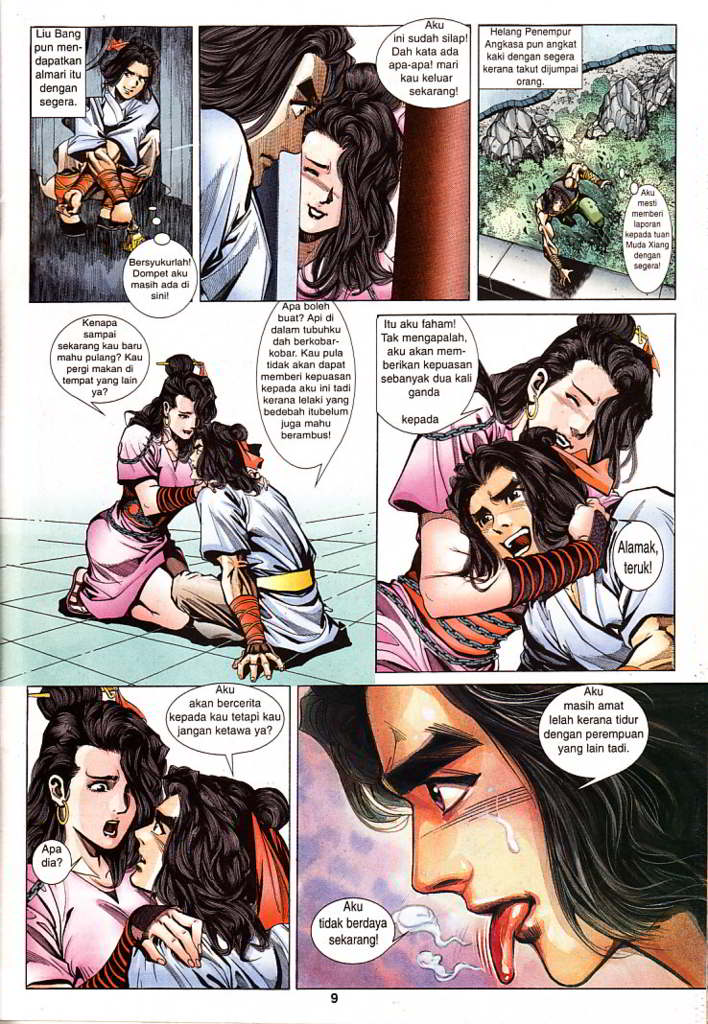 Liu Bang
pun men-
dapatkan
almari itu
dengan
segera.
Bersyukurlah!
Dompet aku
masih ada di
sini!
Aku
ini sudah silap!
Dah kata ada
apa-apa! mari
kau keluar
sekarang!
Helang Penempur
Angkasa pun angkat
kaki dengan segera
kerana takut dijumpai
orang.
Aku
mesti
memberi
laporan
kepada tuan
Muda Xiang
dengan
segera!
Kenapa
sampai
sekarang kau baru
mahu pulang? Kau
pergi makan di
tempat yang lain
ya?
Apa boleh
buat? Api di
dalam tubuhku
dah berkobar-
kobar. Kau pula
tidak akan dapat
memberi kepuasan
kepada aku ini tadi
kerana lelaki yang
bedebah itubelum
juga mahu
berambus!
Itu aku faham!
Tak mengapalah,
aku akan mem-
berikan kepuasan
sebanyak dua kali
ganda
kepada
Alamak,
teruk!
Aku
akan bercerita
kepada kau tetapi kau
jangan ketawa ya?
Apa
dia?
Aku
masih amat
lelah kerana tidur
dengan perempuan
yang lain tadi.
Aku
tidak berdaya
sekarang!
9